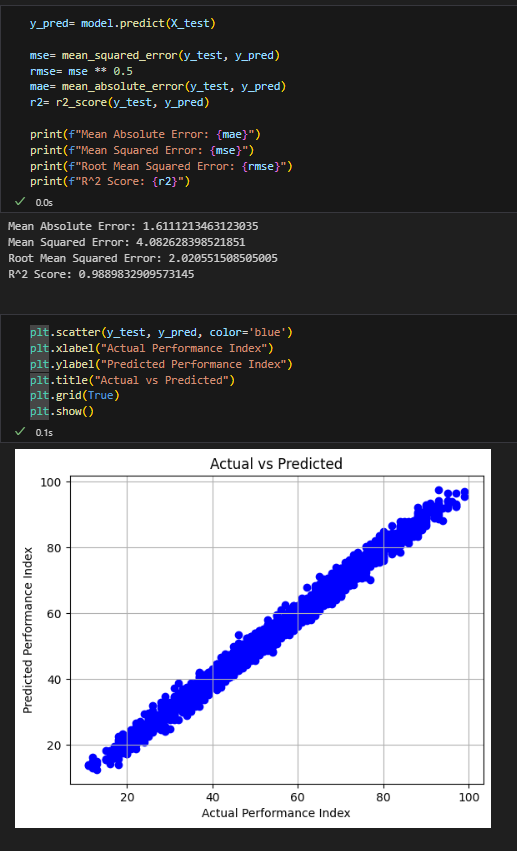 y_pred= model.predict(X_test)
mse= mean_squared_error(y_test, y_pred)
rmse= mse ** 0.5
mae= mean_absolute_error(y_test, y_pred)
r2= r2_score(y_test, y_pred)
print(f"Mean Absolute Error: {mae}")
print(f"Mean Squared Error: {mse}")
print(f"Root Mean Squared Error: {rmse}")
print(f"R^2 Score: {r2}")
0.0s
Mean Absolute Error: 1.6111213463123035
Mean Squared Error: 4.082628398521851
Root Mean Squared Error: 2.020551508505005
R^2 Score: 0.9889832909573145
plt.scatter(y_test, y_pred, color='blue')
plt.xlabel("Actual Performance Index")
plt.ylabel("Predicted Performance Index")
plt.title("Actual vs Predicted")
plt.grid(True)
plt.show()
0.1s
Actual vs Predicted
Predicted Performance Index
100
80
60
40
20
20 40 60 80 100
Actual Performance Index